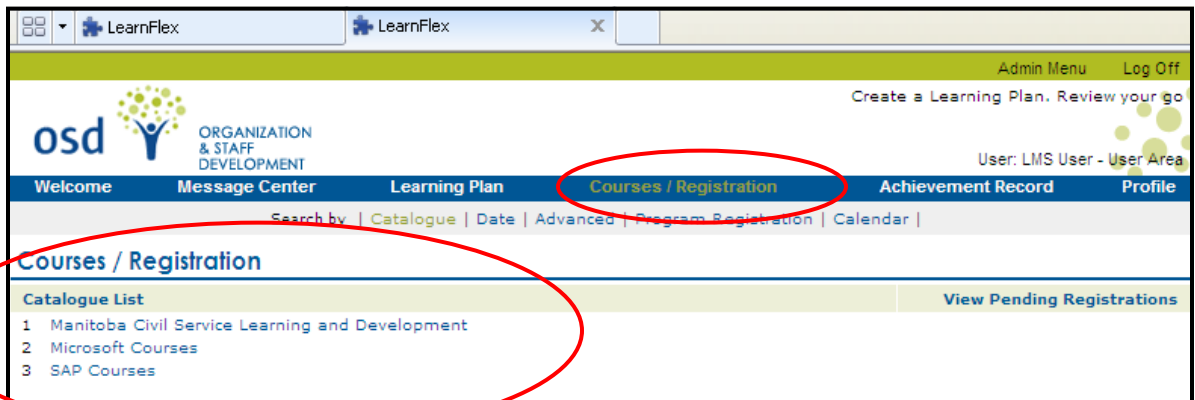 LearnFlex LearnFlex X
Admin Menu Log Off
Create a Learning Plan. Review your go
osd ORGANIZATION
& STAFF
DEVELOPMENT
User: LMS User - User Area
Welcome Message Center Learning Plan Courses / Registration Achievement Record Profile
Search by | Catalogue | Date | Advanced | Program Registration | Calendar |
Courses / Registration
Catalogue List View Pending Registrations
1 Manitoba Civil Service Learning and Development
2 Microsoft Courses
3 SAP Courses